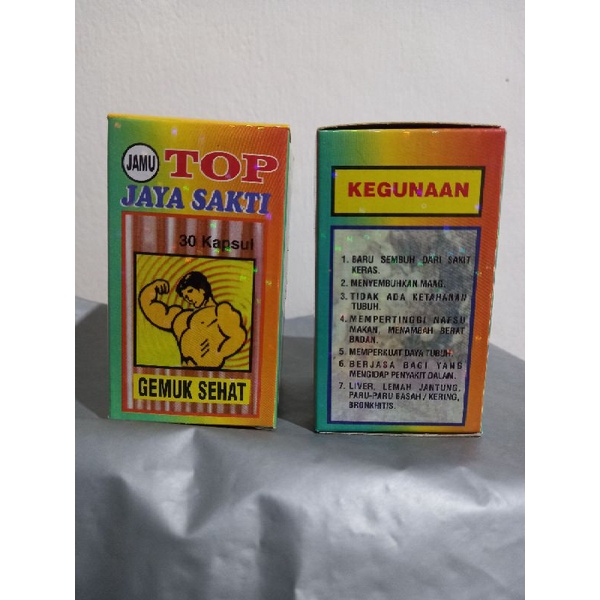 JAMU TOP
JAYA SAKTI
30 Kapsul
GEMUK SEHAT
KEGUNAAN
1. BARU SEMBUH DARI SAKIT
KERAS.
2. MENYEMBUHKAN MAAG.
3. TIDAK ADA KETAHANAN
TUBUH.
4. MEMPERTINGGI NAFSU
MAKAN, MENAMBAH BERAT
BADAN.
5. MEMPERKUAT DAYA TUBUH.
6. BERJASA BAGI YANG
MENGIDAP PENYAKIT DALAM.
7. LIVER, LEMAH JANTUNG,
PARU-PARU BASAH / KERING,
BRONKHITIS.